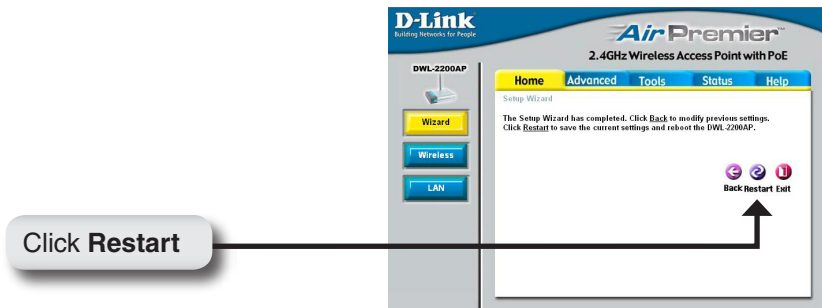 D-Link
Building Networks for People
AirPremier™
2.4GHz Wireless Access Point with PoE
DWL-2200AP
Home Advanced Tools Status Help
Wizard
Wireless
LAN
Setup Wizard
The Setup Wizard has completed. Click Back to modify previous settings.
Click Restart to save the current settings and reboot the DWL-2200AP.
Back Restart Exit
Click Restart